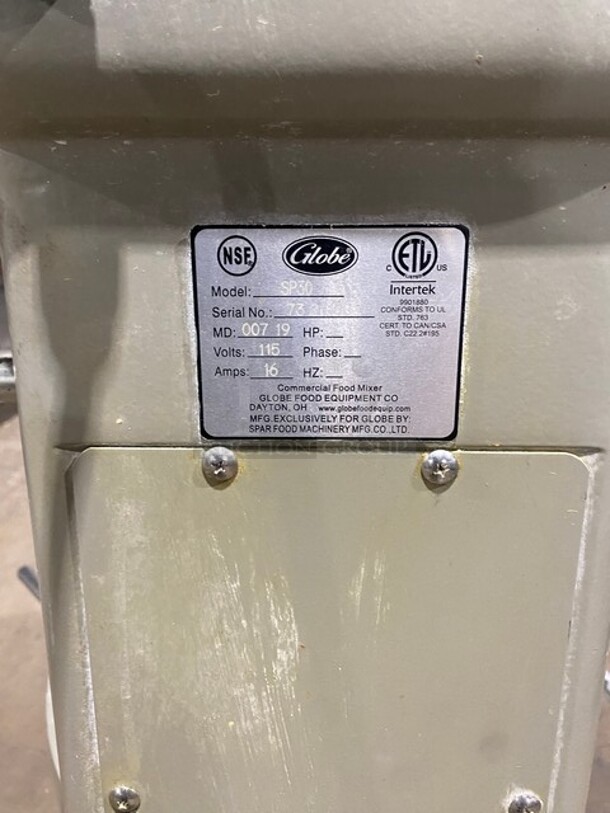 NSF
Globe®
C ETL US
Intertek
Model: SP30
9901880
CONFORMS TO UL
STD. 763
CERT. TO CAN/CSA
STD. C22.2#195
Serial No.: 73
MD: 007 19 HP:
Volts: 115 Phase:
Amps: 16 HZ:
Commercial Food Mixer
GLOBE FOOD EQUIPMENT CO
DAYTON, OH www.globefoodequip.com
MFG.EXCLUSIVELY FOR GLOBE BY:
SPAR FOOD MACHINERY MFG.CO.,LTD.